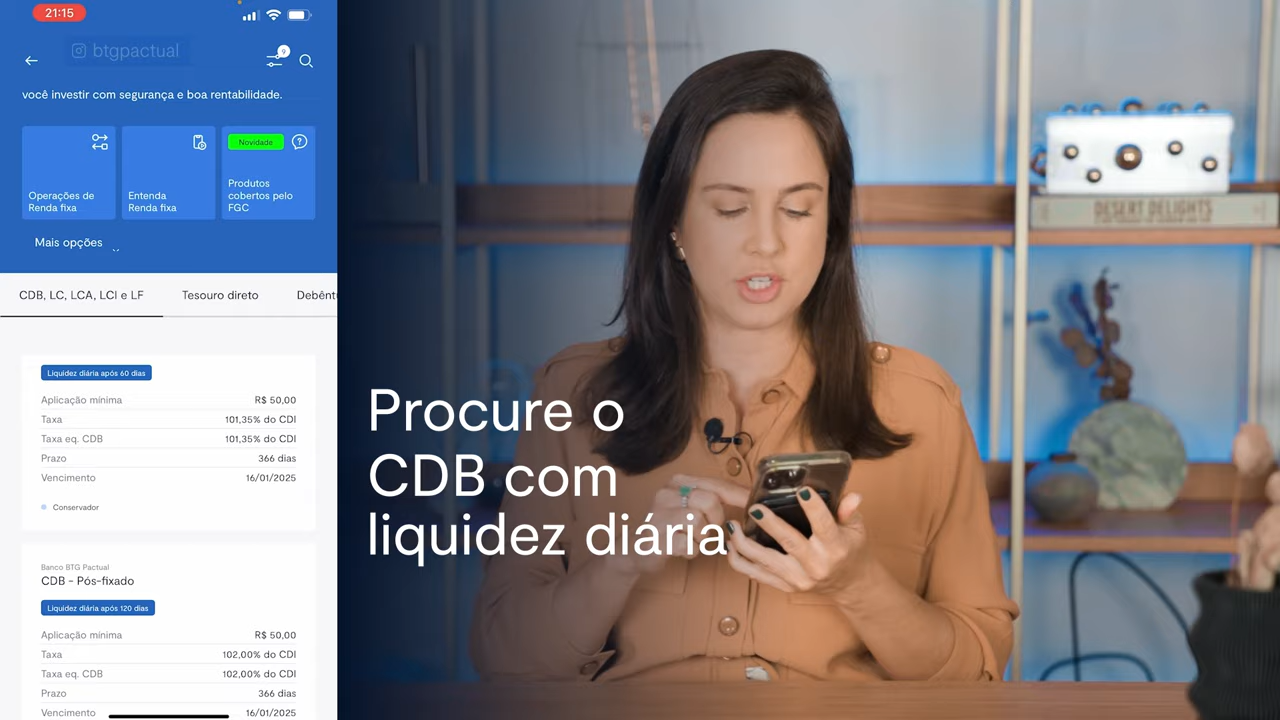 21:15
btgpactual
9
você investir com segurança e boa rentabilidade.
Operações de
Renda fixa
Entenda
Renda fixa
Novidade
Produtos
cobertos pelo
FGC
Mais opções
CDB, LC, LCA, LCI e LF
Tesouro direto
Debênt
Liquidez diária após 60 dias
Aplicação mínima R$ 50,00
Taxa 101,35% do CDI
Taxa eq. CDB 101,35% do CDI
Prazo 366 dias
Vencimento 16/01/2025
Conservador
Banco BTG Pactual
CDB - Pós-fixado
Liquidez diária após 120 dias
Aplicação mínima R$ 50,00
Taxa 102,00% do CDI
Taxa eq. CDB 102,00% do CDI
Prazo 366 dias
Vencimento 16/01/2025
Procure o
CDB com
liquidez diária
DESERT DELIGHTS